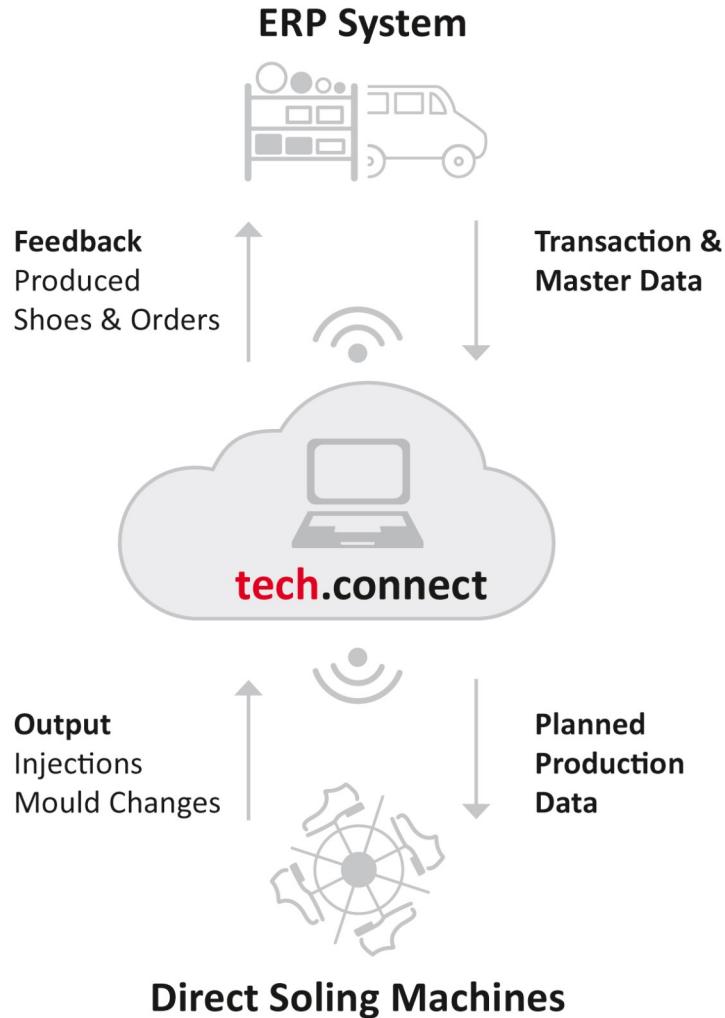 ERP System
Feedback
Produced
Shoes & Orders
Transaction &
Master Data
tech.connect
Output
Injections
Mould Changes
Planned
Production
Data
Direct Soling Machines